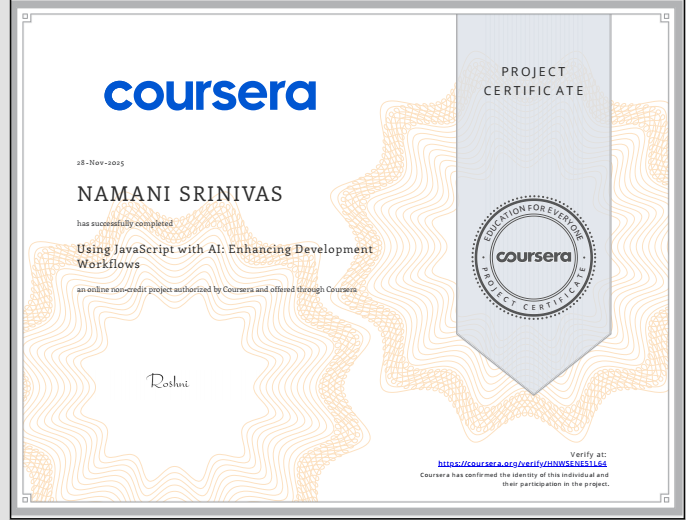 coursera
PROJECT
CERTIFICATE
28-Nov-2025
NAMANI SRINIVAS
has successfully completed
Using JavaScript with AI: Enhancing Development
Workflows
an online non-credit project authorized by Coursera and offered through Coursera
EDUCATION FOR EVERYONE
coursera
PROJECT CERTIFICATE
Roshni
Verify at:
https://coursera.org/verify/HNWSENE51L64
Coursera has confirmed the identity of this individual and
their participation in the project.